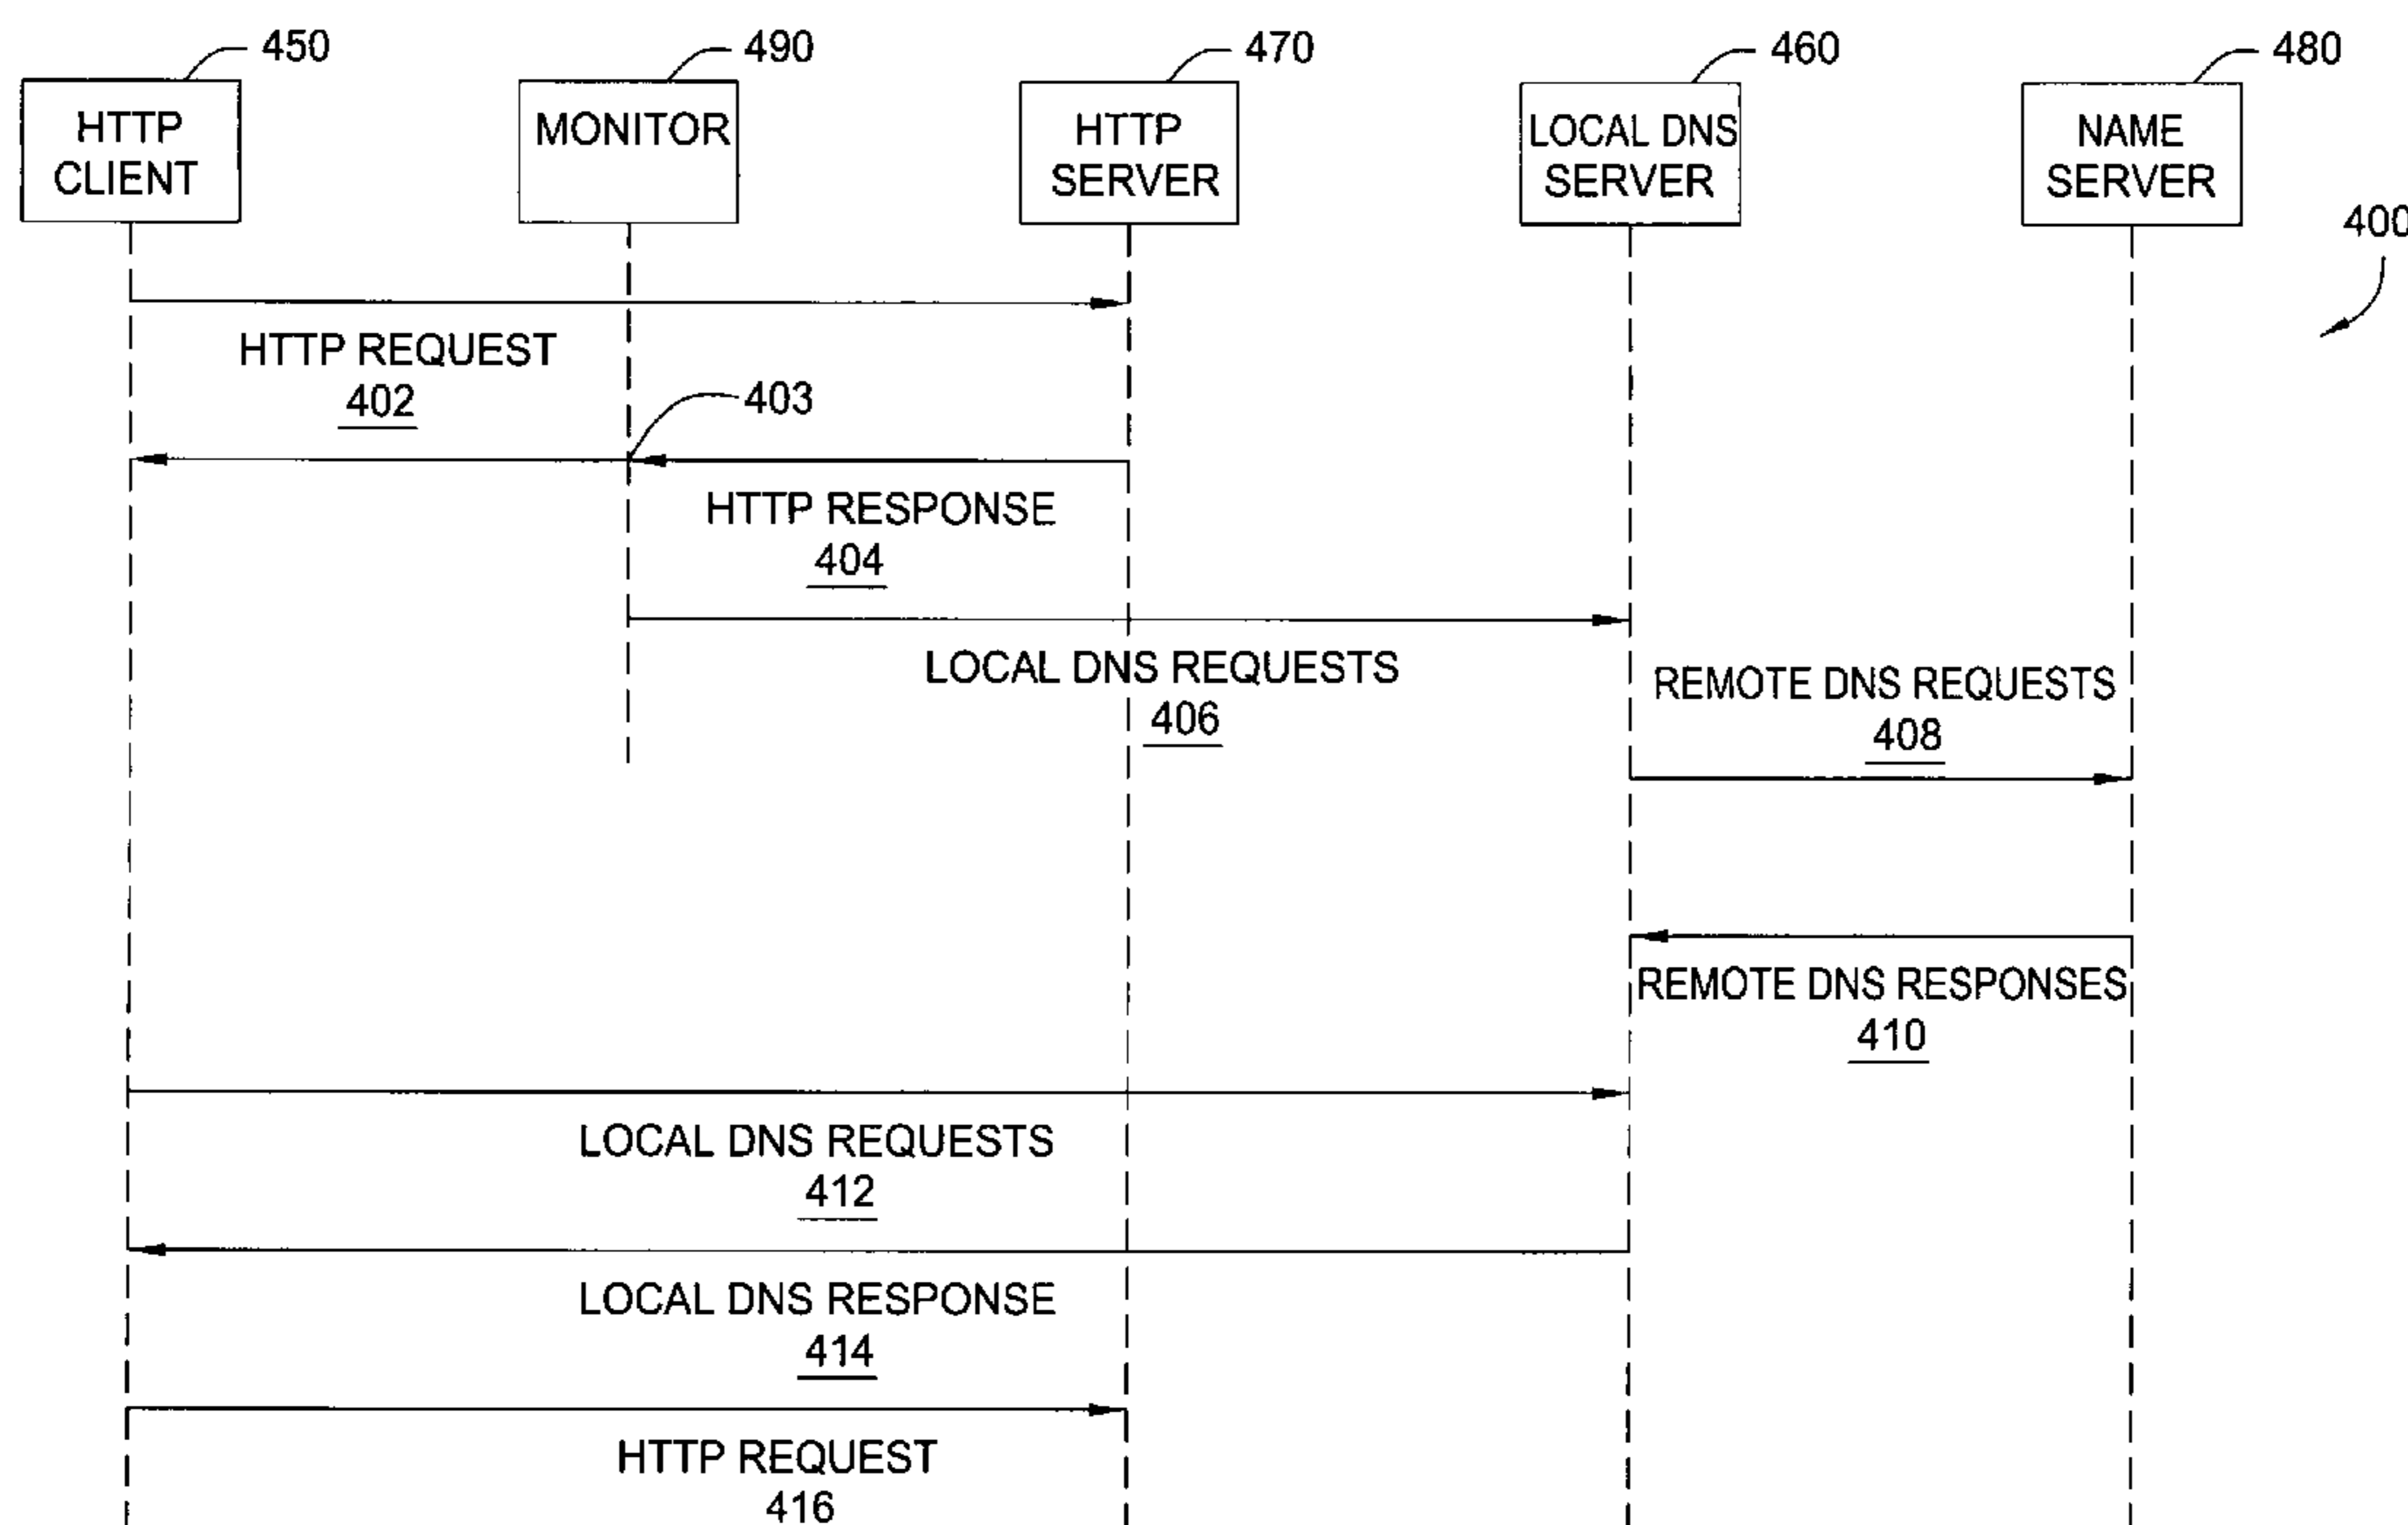 450
490
470
460
480
HTTP
CLIENT
MONITOR
HTTP
SERVER
LOCAL DNS
SERVER
NAME
SERVER
400
HTTP REQUEST
402
403
HTTP RESPONSE
404
LOCAL DNS REQUESTS
406
REMOTE DNS REQUESTS
408
REMOTE DNS RESPONSES
410
LOCAL DNS REQUESTS
412
LOCAL DNS RESPONSE
414
HTTP REQUEST
416